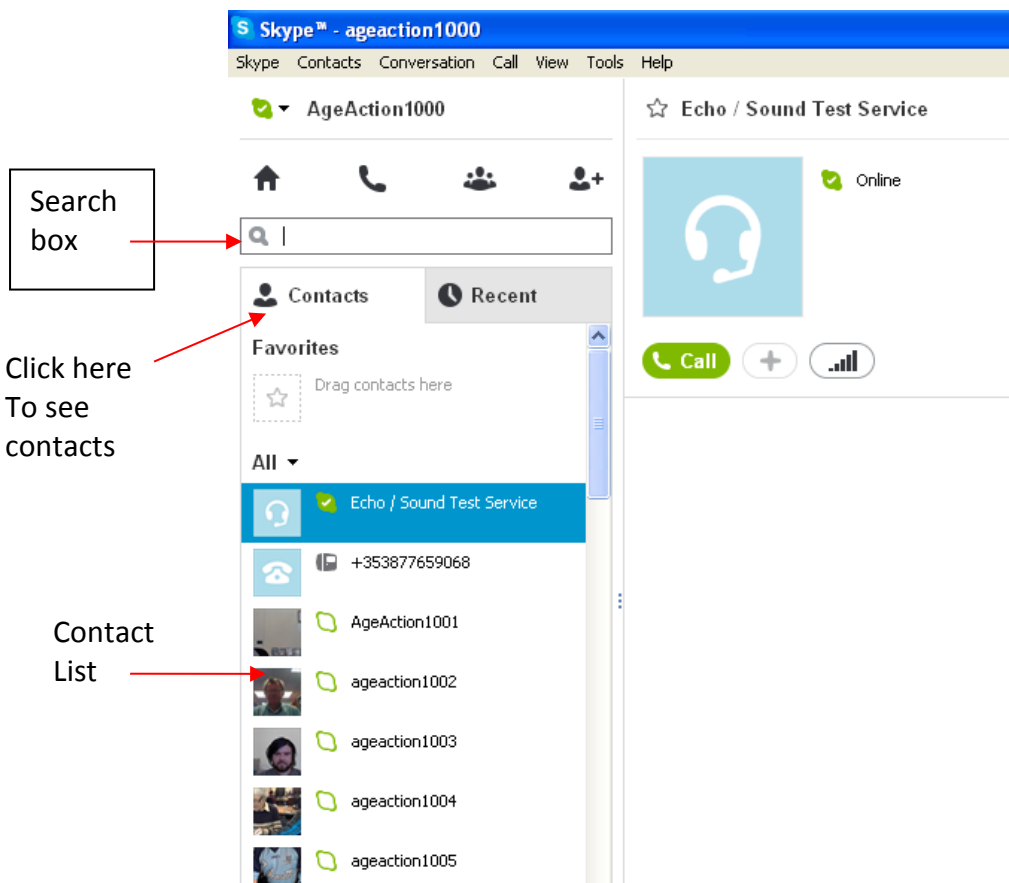 Skype™ - ageaction1000
Skype Contacts Conversation Call View Tools Help
AgeAction1000
Echo / Sound Test Service
Online
Search
box
Contacts
Recent
Click here
To see
contacts
Favorites
Drag contacts here
Call
All
Echo / Sound Test Service
+353877659068
AgeAction1001
Contact
List
ageaction1002
ageaction1003
ageaction1004
ageaction1005